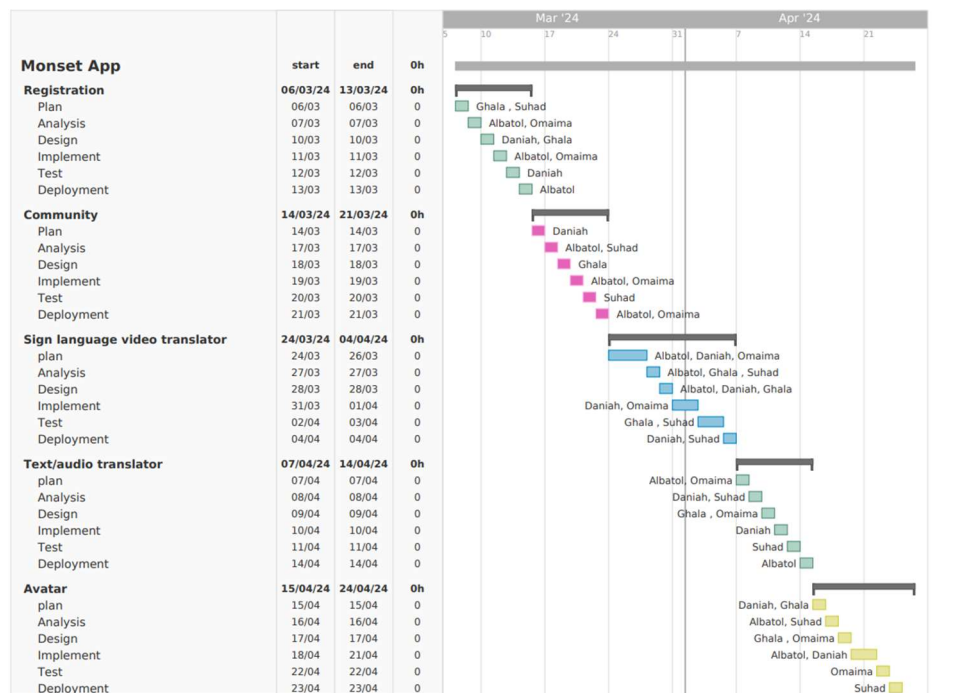 Mar '24 Apr '24
5 10 17 24 31 7 14 21
Monset App start end 0h
Registration 06/03/24 13/03/24 0h
Plan 06/03 06/03 0 Ghala , Suhad
Analysis 07/03 07/03 0 Albatol, Omaima
Design 10/03 10/03 0 Daniah, Ghala
Implement 11/03 11/03 0 Albatol, Omaima
Test 12/03 12/03 0 Daniah
Deployment 13/03 13/03 0 Albatol
Community 14/03/24 21/03/24 0h
Plan 14/03 14/03 0 Daniah
Analysis 17/03 17/03 0 Albatol, Suhad
Design 18/03 18/03 0 Ghala
Implement 19/03 19/03 0 Albatol, Omaima
Test 20/03 20/03 0 Suhad
Deployment 21/03 21/03 0 Albatol, Omaima
Sign language video translator 24/03/24 04/04/24 0h
plan 24/03 26/03 0 Albatol, Daniah, Omaima
Analysis 27/03 27/03 0 Albatol, Ghala , Suhad
Design 28/03 28/03 0 Albatol, Daniah, Ghala
Implement 31/03 01/04 0 Daniah, Omaima
Test 02/04 03/04 0 Ghala , Suhad
Deployment 04/04 04/04 0 Daniah, Suhad
Text/audio translator 07/04/24 14/04/24 0h
plan 07/04 07/04 0 Albatol, Omaima
Analysis 08/04 08/04 0 Daniah, Suhad
Design 09/04 09/04 0 Ghala , Omaima
Implement 10/04 10/04 0 Daniah
Test 11/04 11/04 0 Suhad
Deployment 14/04 14/04 0 Albatol
Avatar 15/04/24 24/04/24 0h
plan 15/04 15/04 0 Daniah, Ghala
Analysis 16/04 16/04 0 Albatol, Suhad
Design 17/04 17/04 0 Ghala , Omaima
Implement 18/04 21/04 0 Albatol, Daniah
Test 22/04 22/04 0 Omaima
Deployment 23/04 23/04 0 Suhad